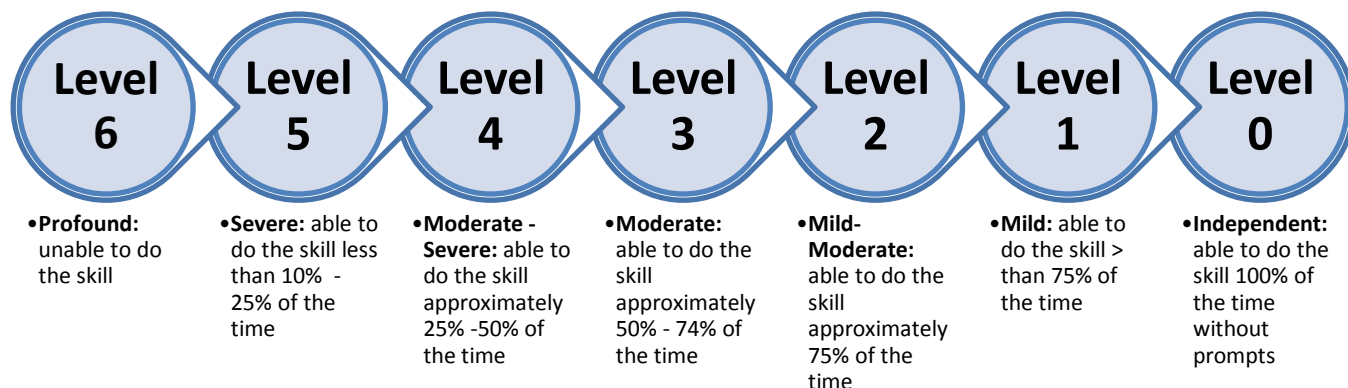 Level
6
Level
5
Level
4
Level
3
Level
2
Level
1
Level
0
•Profound:
unable to do
the skill
•Severe: able to
do the skill less
than 10%  -
25% of the
time
•Moderate -
Severe: able to
do the skill
approximately
25% -50% of
the time
•Moderate:
able to do the
skill
approximately
50% - 74% of
the time
•Mild-
Moderate:
able to do the
skill
approximately
75% of the
time
•Mild: able to
do the skill >
than 75% of
the time
•Independent:
able to do the
skill 100% of
the time
without
prompts